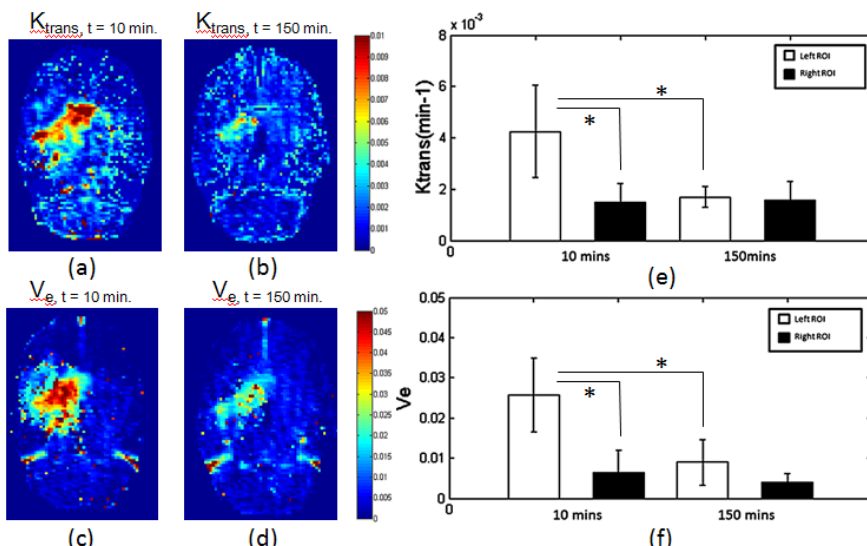 K trans, t = 10 min.
K trans, t = 150 min.
0.01
0.009
0.008
0.007
0.006
0.005
0.004
0.003
0.002
0.001
0
(a)
(b)
8 x 10-3
6
4
2
0
Ktrans(min-1)
Left ROI
Right ROI
*
*
0
10 mins
150mins
(e)
Ve, t = 10 min.
Ve, t = 150 min.
0.05
0.045
0.04
0.035
0.03
0.025
0.02
0.015
0.01
0.005
0
(c)
(d)
0.05
0.04
0.03
0.02
0.01
0
Ve
Left ROI
Right ROI
*
*
0
10 mins
150 mins
(f)